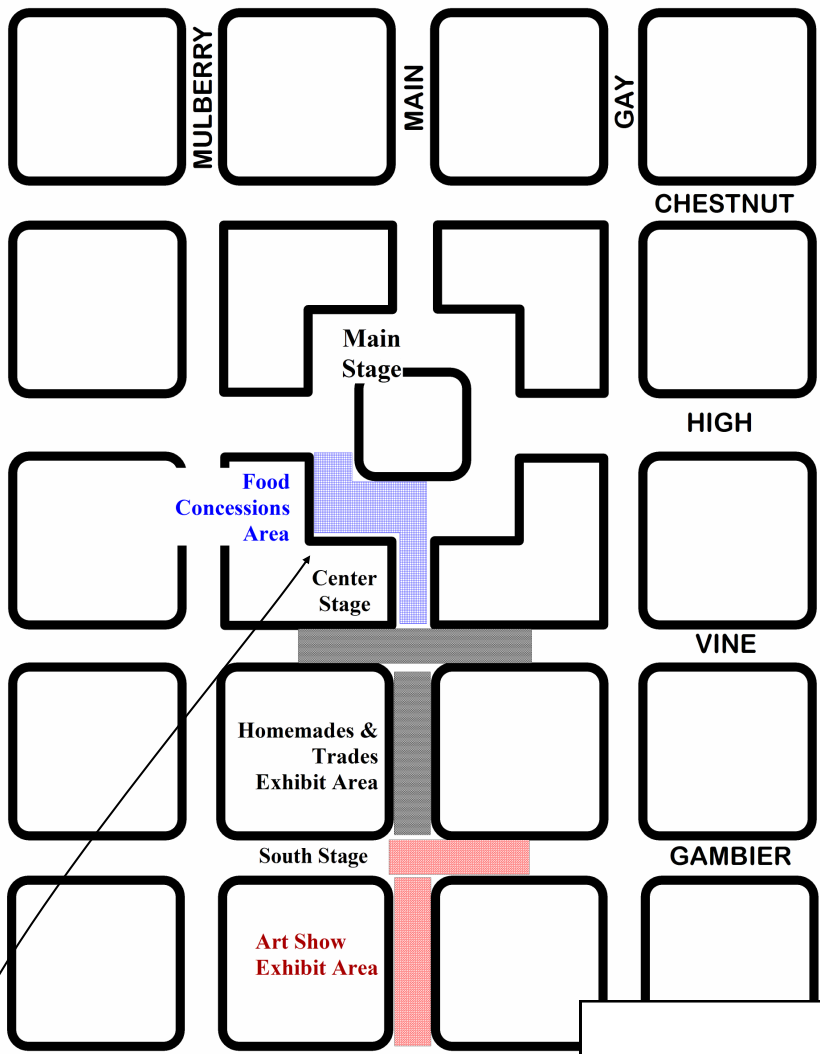 MULBERRY
MAIN
GAY
CHESTNUT
Main
Stage
HIGH
Food
Concessions
Area
Center
Stage
VINE
Homemades &
Trades
Exhibit Area
South Stage
GAMBIER
Art Show
Exhibit Area